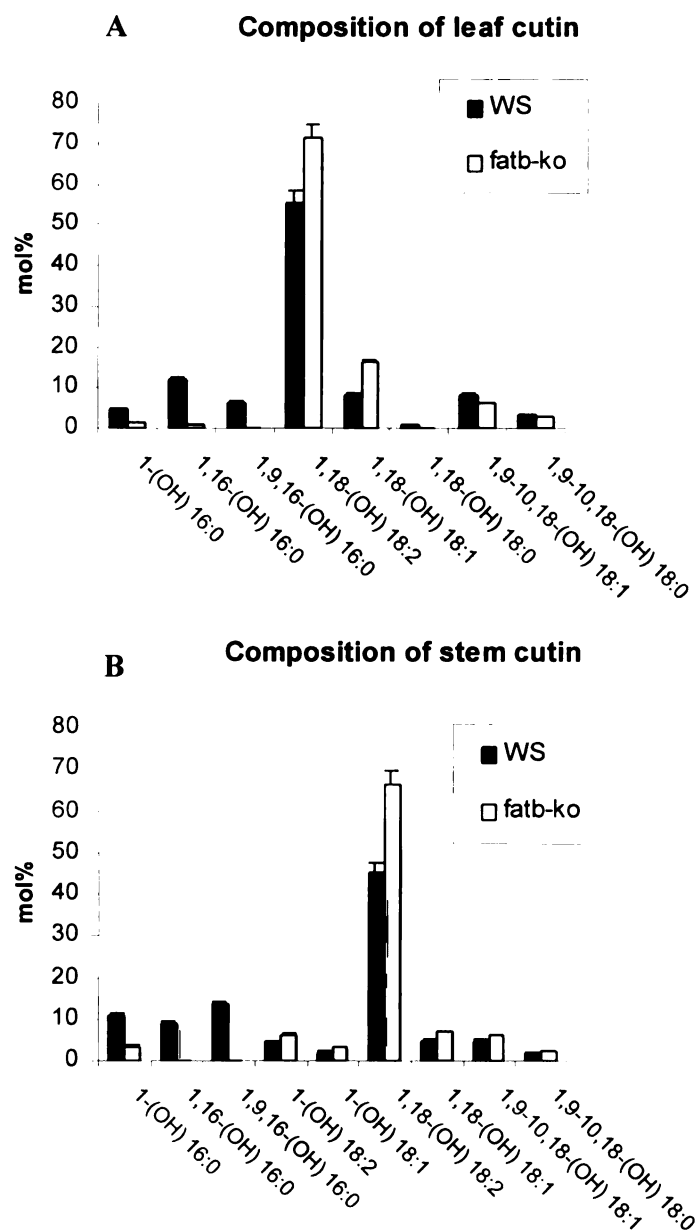 A
Composition of leaf cutin
WS
fatb-ko
mol%
80
70
60
50
40
30
20
10
0
1-(OH) 16:0
1,16-(OH) 16:0
1,9,16-(OH) 16:0
1,18-(OH) 18:2
1,18-(OH) 18:1
1,18-(OH) 18:0
1,9-10,18-(OH) 18:1
1,9-10,18-(OH) 18:0
B
Composition of stem cutin
WS
fatb-ko
mol%
80
70
60
50
40
30
20
10
0
1-(OH) 16:0
1,16-(OH) 16:0
1,9,16-(OH) 16:0
1-(OH) 18:2
1-(OH) 18:1
1,18-(OH) 18:2
1,18-(OH) 18:1
1,9-10,18-(OH) 18:1
1,9-10,18-(OH) 18:0